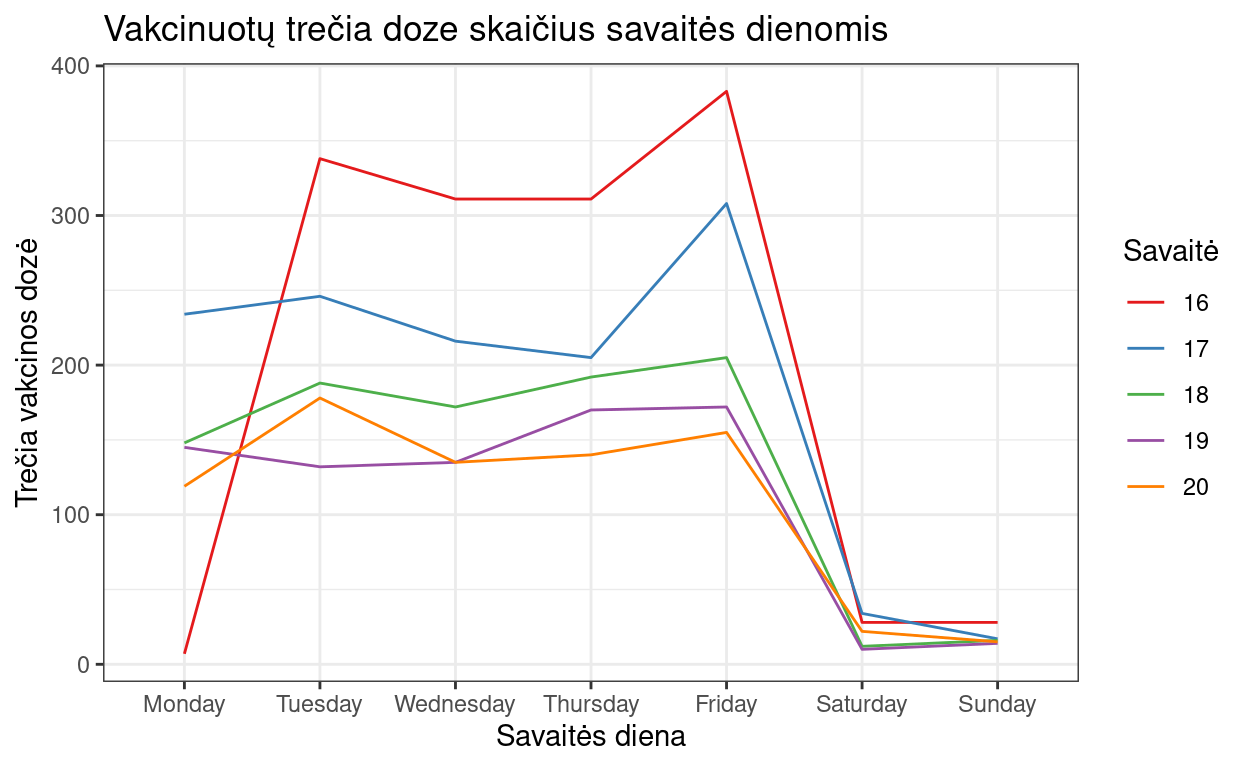 Vakcinuotų trečia doze skaičius savaitės dienomis
400
300
200
100
0
Trečia vakcinos dozė
Monday Tuesday Wednesday Thursday Friday Saturday Sunday
Savaitės diena
Savaitė
16
17
18
19
20